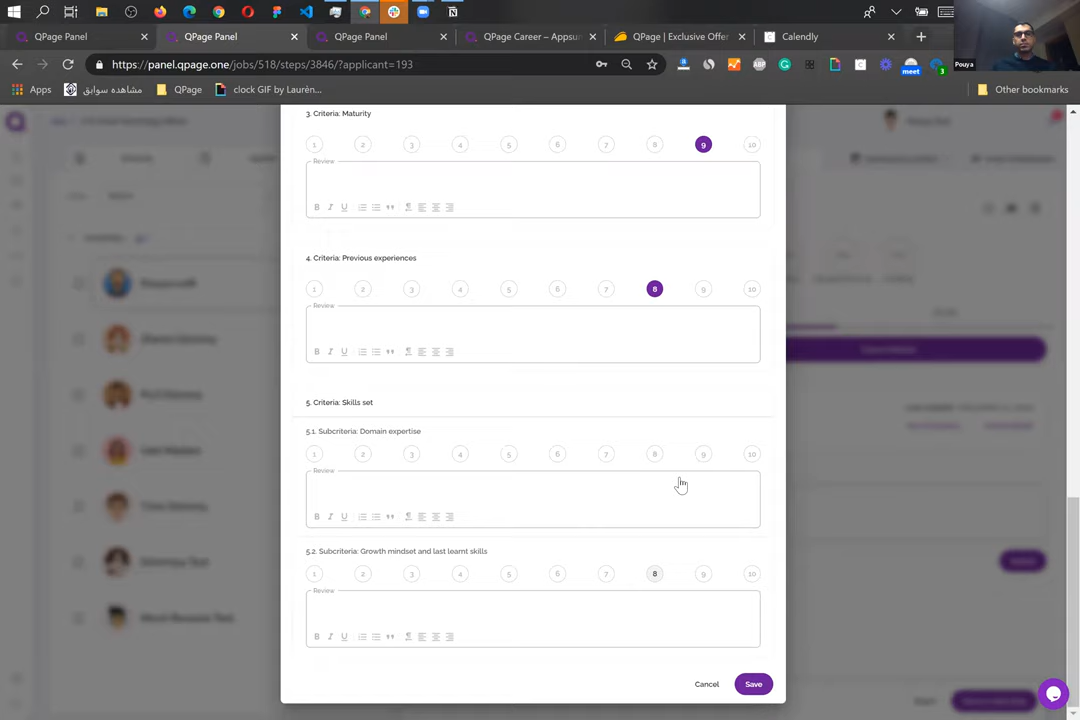 QPage Panel
QPage Panel
QPage Panel
QPage Career – Appsun
QPage | Exclusive Offer
Calendly
https://panel.qpage.one/jobs/518/steps/3846/?applicant=193
Apps
مشاهده سوابق
QPage
clock GIF by Laurèn...
Other bookmarks
meet
3
Pouya
3. Criteria: Maturity
1 2 3 4 5 6 7 8 9 10
Review
B I U
4. Criteria: Previous experiences
1 2 3 4 5 6 7 8 9 10
Review
B I U
5. Criteria: Skills set
5.1. Subcriteria: Domain expertise
1 2 3 4 5 6 7 8 9 10
Review
B I U
5.2. Subcriteria: Growth mindset and last learnt skills
1 2 3 4 5 6 7 8 9 10
Review
B I U
Cancel
Save